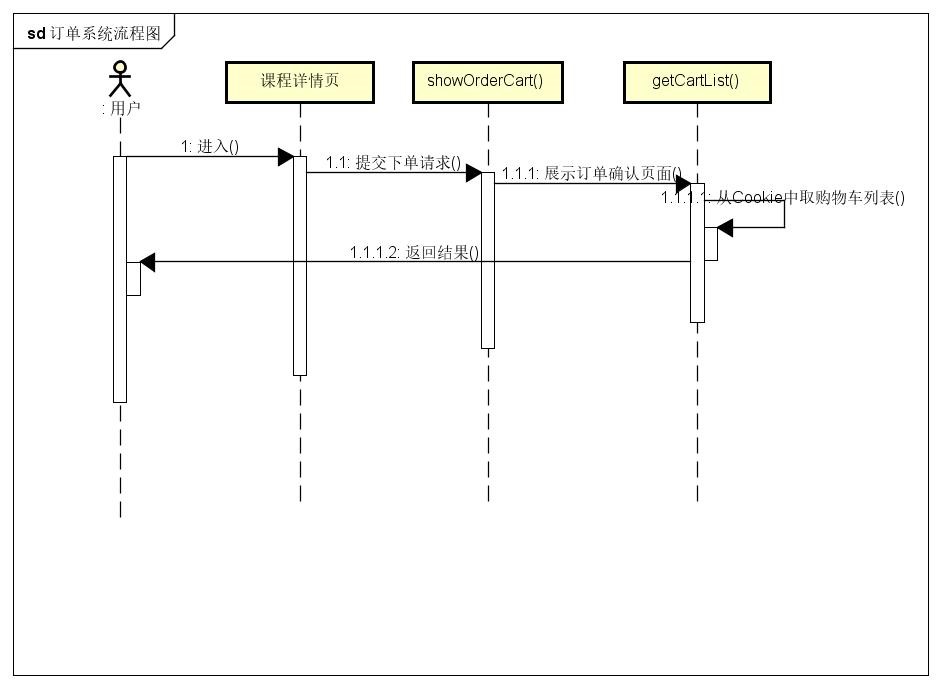 sd 订单系统流程图
: 用户
课程详情页
showOrderCart()
getCartList()
1: 进入()
1.1: 提交下单请求()
1.1.1: 展示订单确认页面()
1.1.1.1: 从Cookie中取购物车列表()
1.1.1.2: 返回结果()